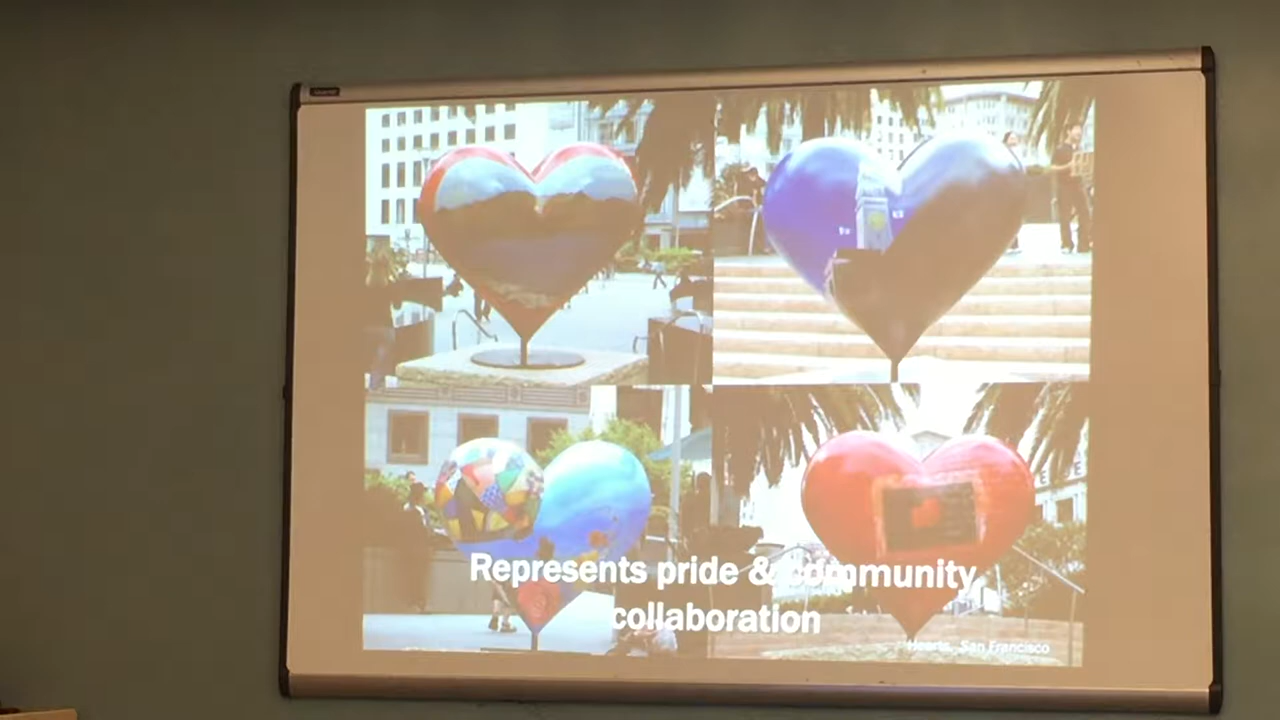 Represents pride & community
collaboration
Hearts, San Francisco